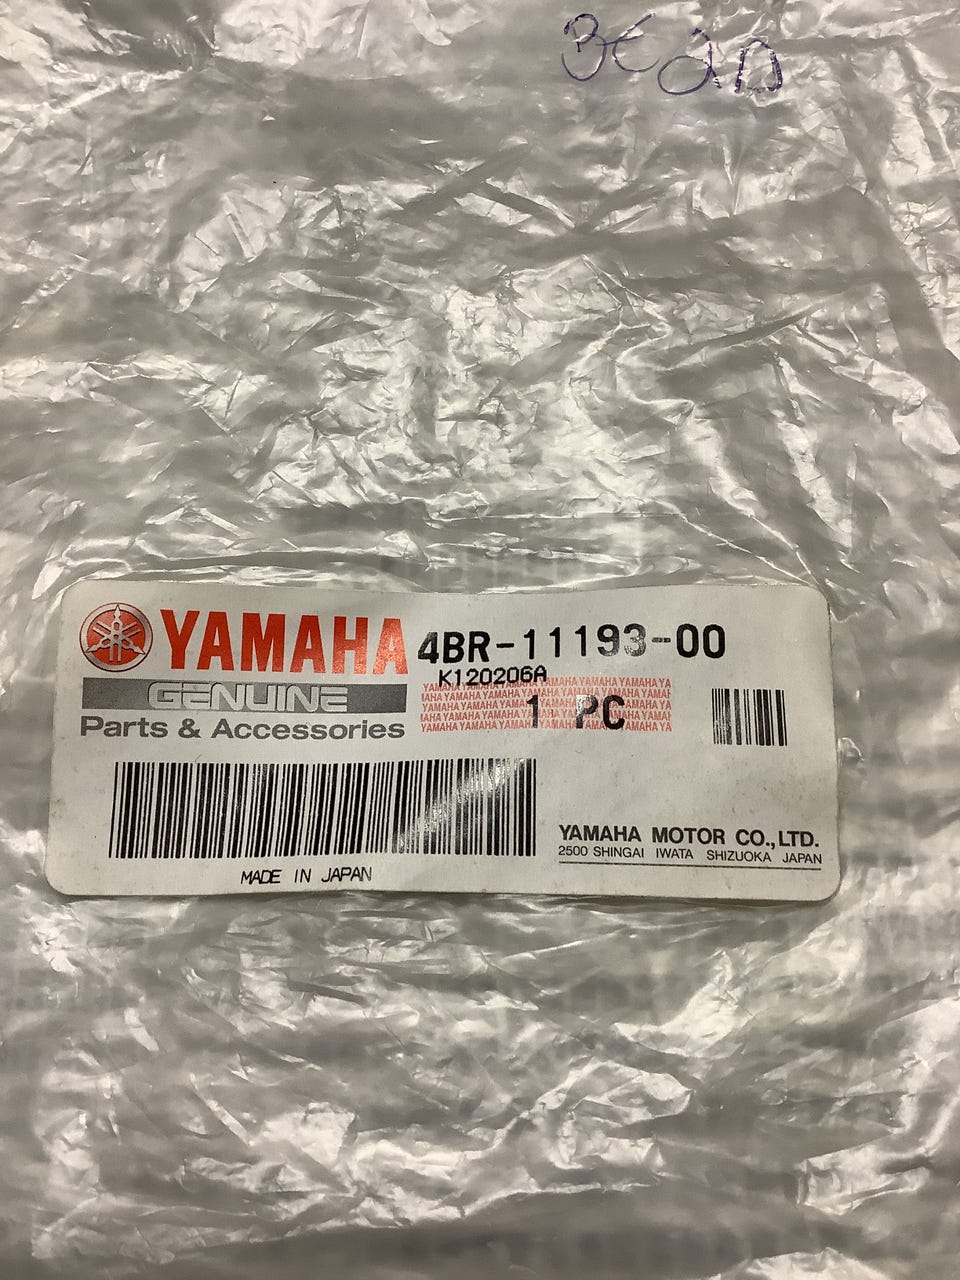 YAMAHA
GENUINE
Parts & Accessories
4BR-11193-00
K120206A
1 PC
MADE IN JAPAN
YAMAHA MOTOR CO.,LTD.
2500 SHINGAI IWATA SHIZUOKA JAPAN